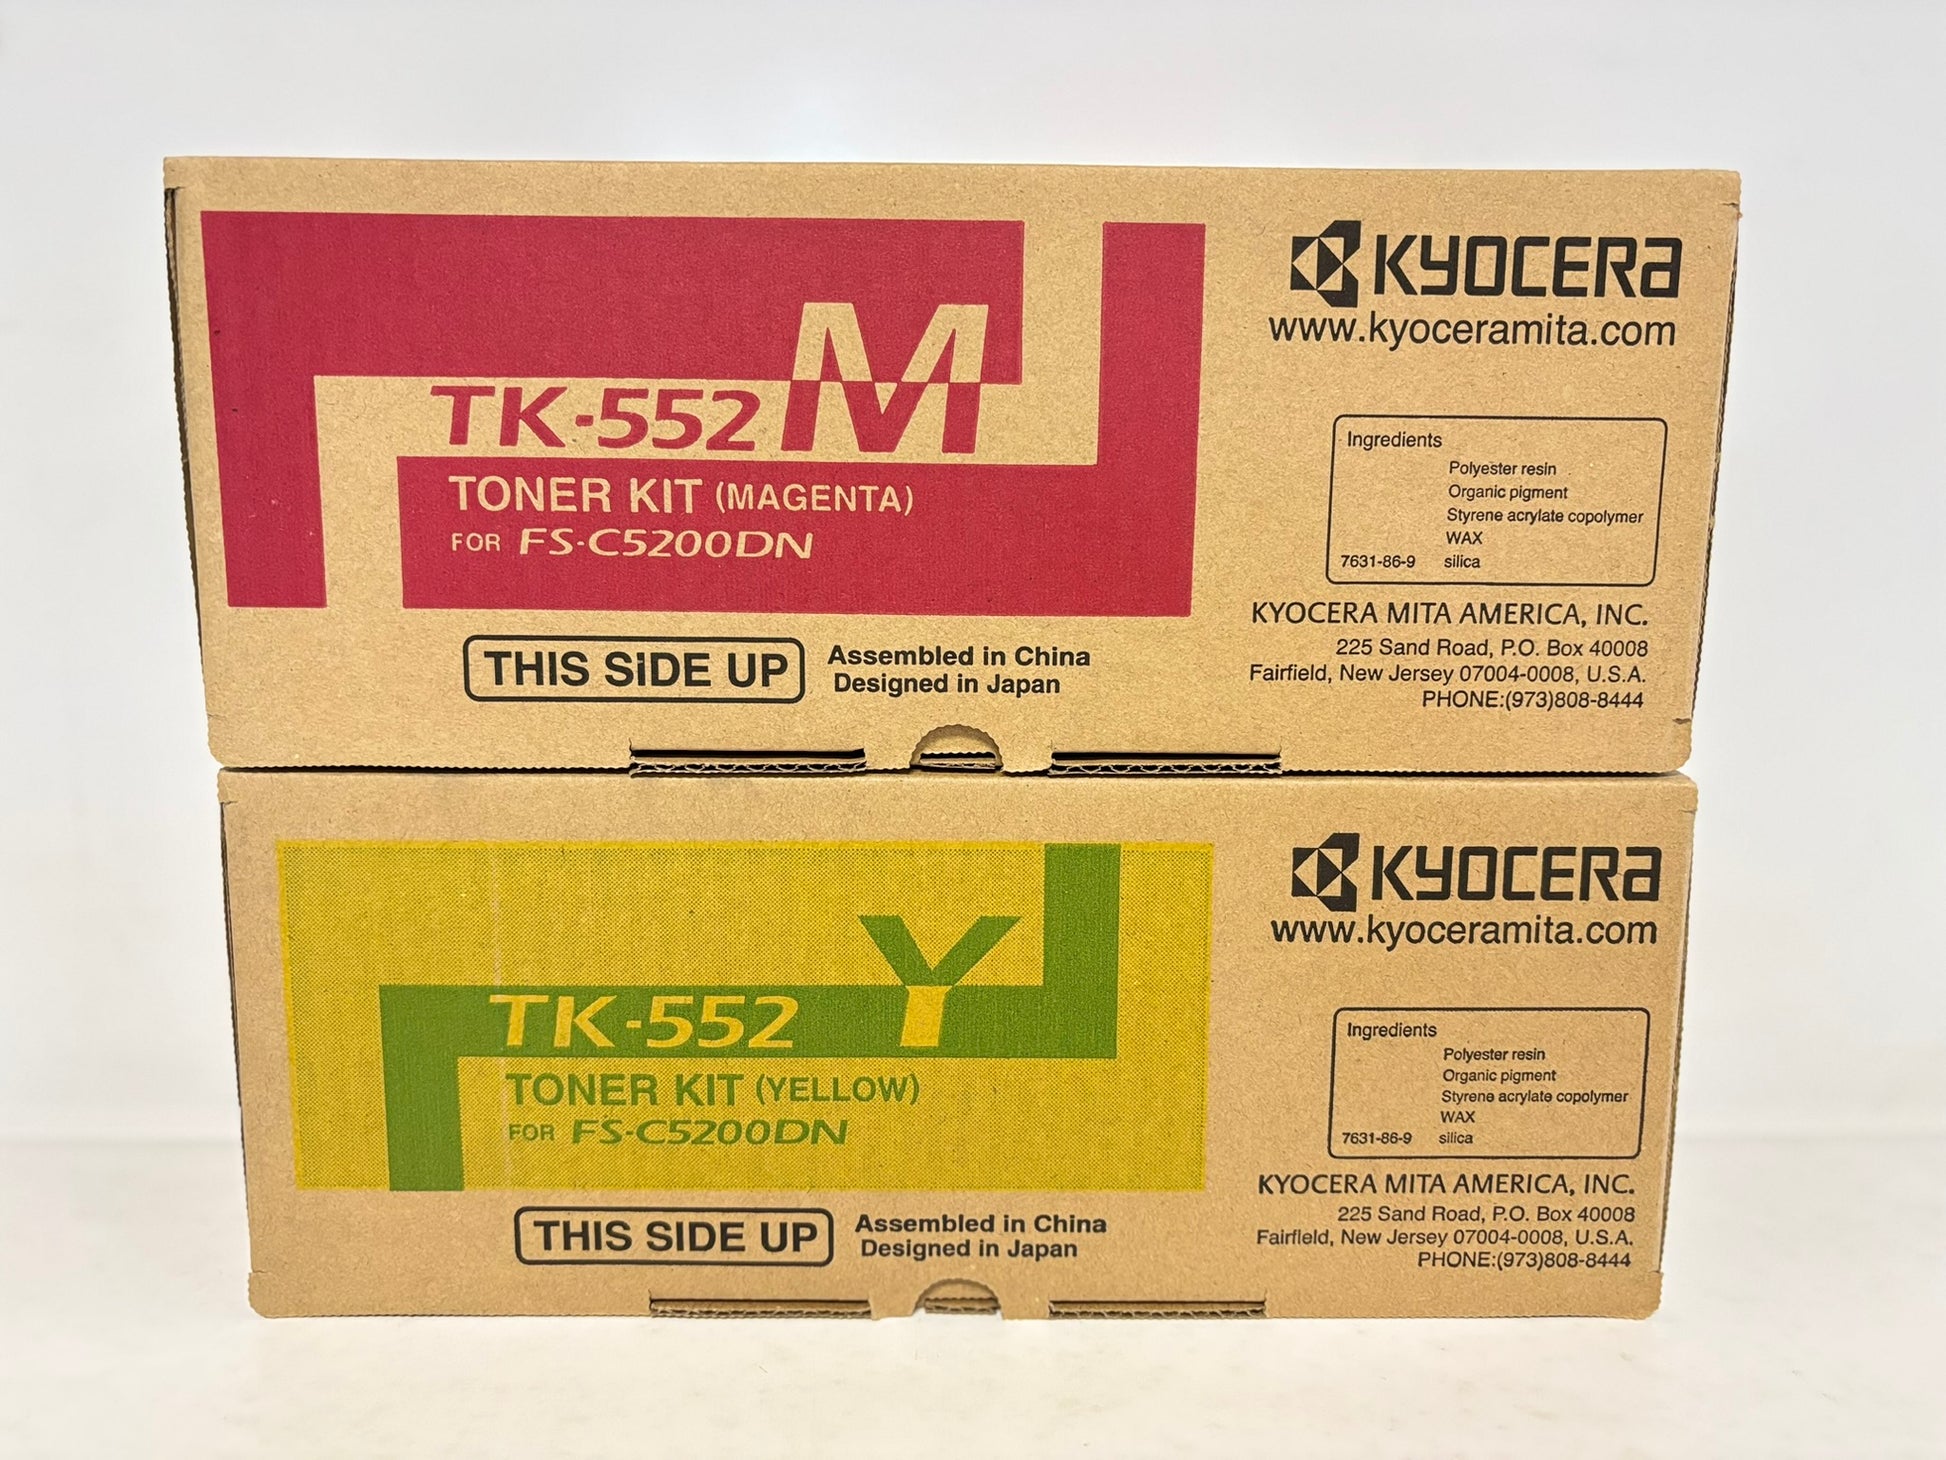 TK-552 M
TONER KIT (MAGENTA)
FOR FS-C5200DN
THIS SiDE UP
Assembled in China
Designed in Japan
KYOCERA
www.kyoceramita.com
Ingredients
Polyester resin
Organic pigment
Styrene acrylate copolymer
WAX
7631-86-9 silica
KYOCERA MITA AMERICA, INC.
225 Sand Road, P.O. Box 40008
Fairfield, New Jersey 07004-0008, U.S.A.
PHONE:(973)808-8444
TK-552 Y
TONER KIT (YELLOW)
FOR FS-C5200DN
THIS SIDE UP
Assembled in China
Designed in Japan
KYOCERA
www.kyoceramita.com
Ingredients
Polyester resin
Organic pigment
Styrene acrylate copolymer
WAX
7631-86-9 silica
KYOCERA MITA AMERICA, INC.
225 Sand Road, P.O. Box 40008
Fairfield, New Jersey 07004-0008, U.S.A.
PHONE:(973)808-8444